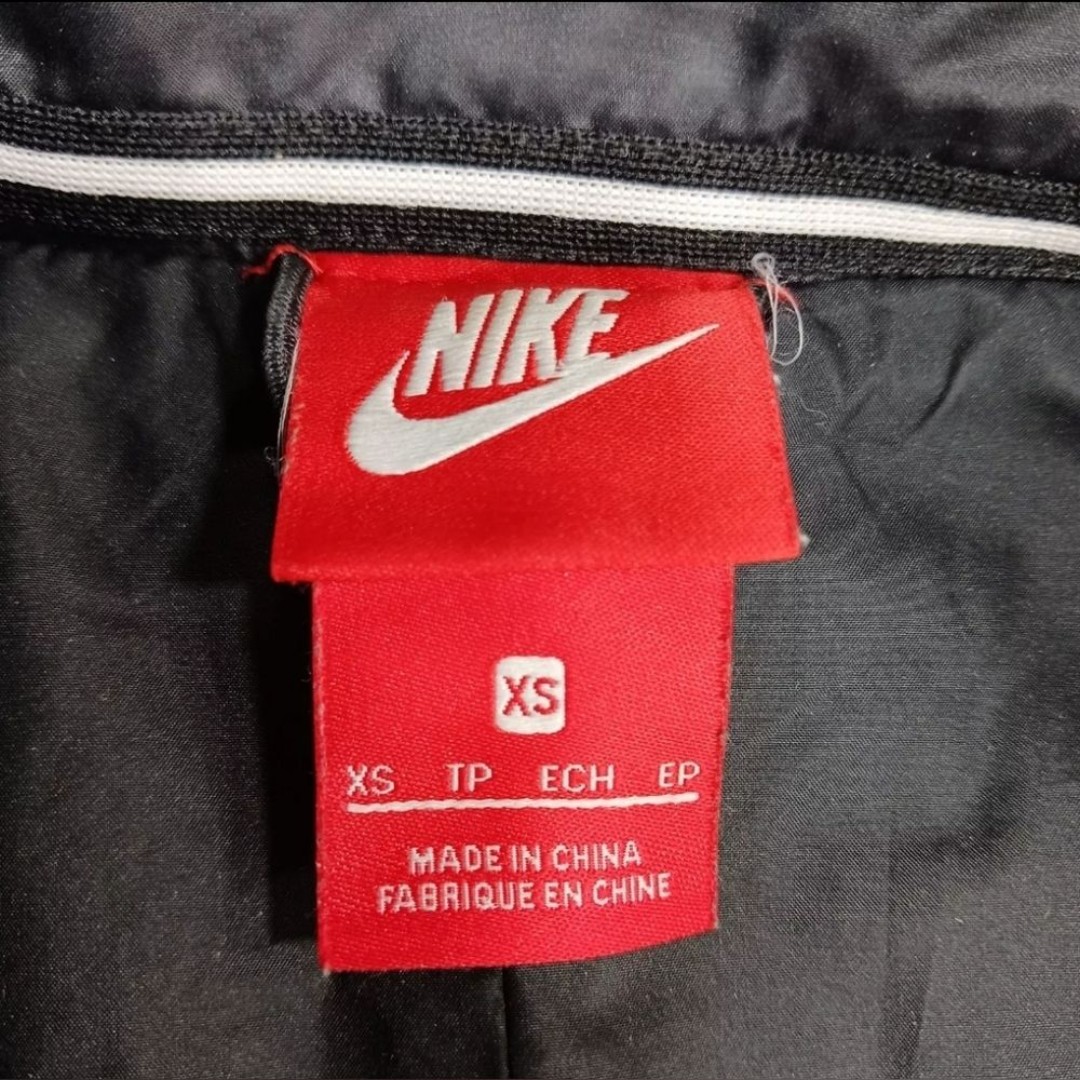 NIKE
XS
XS TP ECH EP
MADE IN CHINA
FABRIQUE EN CHINE